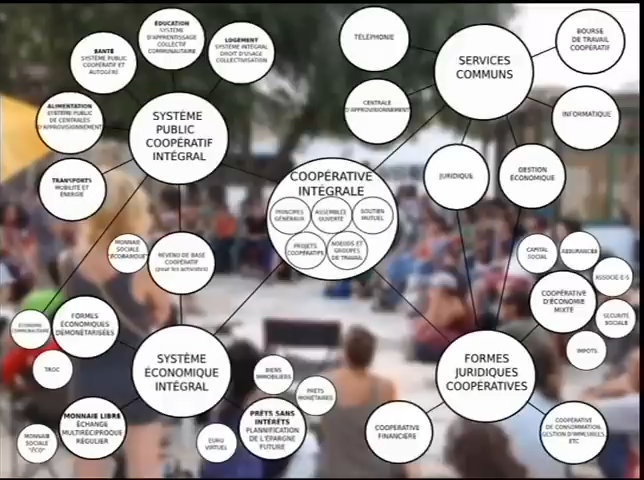 ÉDUCATION
SYSTÈME
D'APPRENTISSAGE
COLLECTIF
COMMUNAUTAIRE
SANTÉ
SYSTÈME PUBLIC
COOPÉRATIF ET
AUTOGÉRÉ
LOGEMENT
SYSTÈME INTÉGRAL
DROIT D'USAGE
COLLECTIVISATION
ALIMENTATION
SYSTÈME PUBLIC
DE CENTRALES
D'APPROVISIONNEMENT
TRANSPORTS
MOBILITÉ ET
ÉNERGIE
SYSTÈME
PUBLIC
COOPÉRATIF
INTÉGRAL
TÉLÉPHONIE
CENTRALE
D'APPROVISIONNEMENT
SERVICES
COMMUNS
BOURSE
DE TRAVAIL
COOPÉRATIF
INFORMATIQUE
JURIDIQUE
GESTION
ÉCONOMIQUE
COOPÉRATIVE
INTÉGRALE
PRINCIPES
GÉNÉRAUX
ASSEMBLÉE
OUVERTE
SOUTIEN
MUTUEL
PROJETS
COOPÉRATIFS
NOEUDS ET
GROUPES
DE TRAVAIL
MONNAIE
SOCIALE
"ÉCOBASIQUE"
REVENU DE BASE
COOPÉRATIF
(pour les activistes)
ÉCONOMIE
COMMUNAUTAIRE
FORMES
ÉCONOMIQUES
DÉMONÉTARISÉES
TROC
SYSTÈME
ÉCONOMIQUE
INTÉGRAL
MONNAIE LIBRE
ÉCHANGE
MULTIRÉCIPROQUE
RÉGULIER
MONNAIE
SOCIALE
"ÉCO"
BIENS
IMMOBILIERS
PRÊTS
MONÉTAIRES
PRÊTS SANS
INTÉRÊTS
PLANNIFICATION
DE L'ÉPARGNE
FUTURE
EURO
VIRTUEL
CAPITAL
SOCIAL
ASSURANCES
ASSOCIÉ·E·S
SÉCURITÉ
SOCIALE
IMPÔTS
COOPÉRATIVE
D'ÉCONOMIE
MIXTE
FORMES
JURIDIQUES
COOPÉRATIVES
COOPÉRATIVE
FINANCIÈRE
COOPÉRATIVE
DE CONSOMMATION,
GESTION D'IMMEUBLES,
ETC